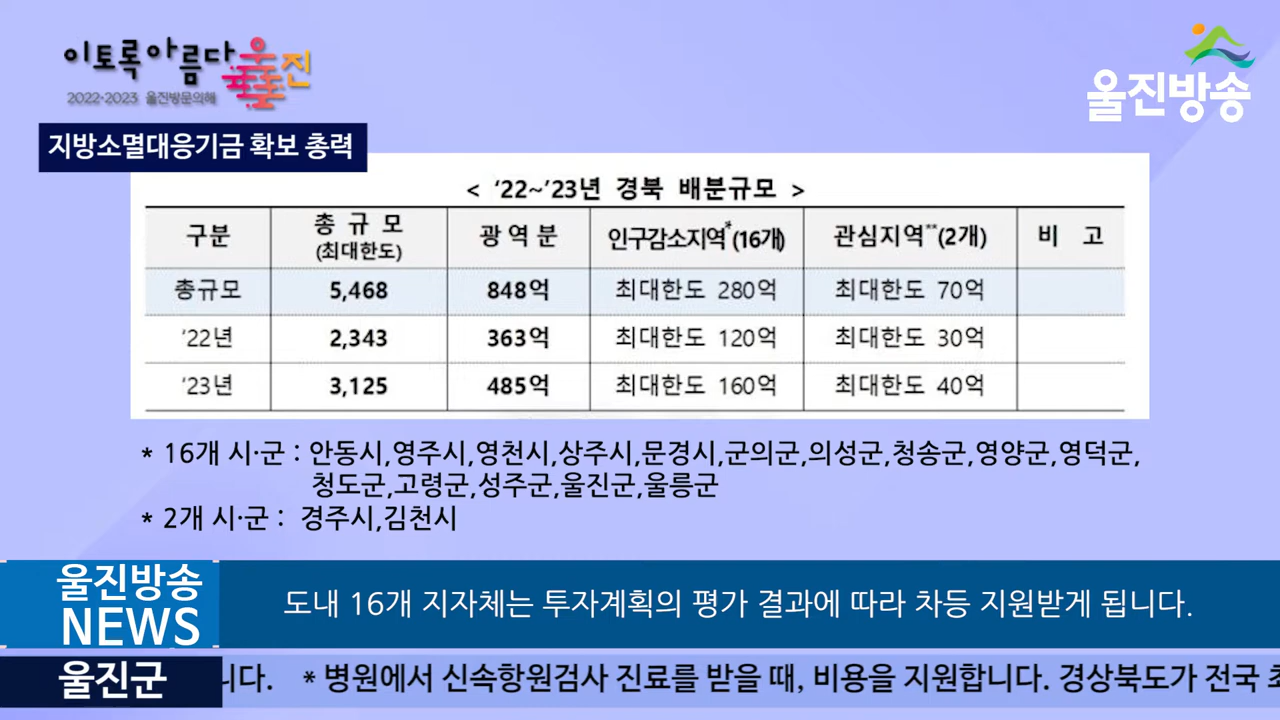 이토록아름다울진
2022·2023 울진방문의해
울진방송
지방소멸대응기금 확보 총력
< ‘22~’23년 경북 배분규모 >
구분 총 규 모 (최대한도) 광 역 분 인구감소지역*(16개) 관심지역**(2개) 비 고
총규모 5,468 848억 최대한도 280억 최대한도 70억
‘22년 2,343 363억 최대한도 120억 최대한도 30억
‘23년 3,125 485억 최대한도 160억 최대한도 40억
* 16개 시·군 : 안동시,영주시,영천시,상주시,문경시,군의군,의성군,청송군,영양군,영덕군,
청도군,고령군,성주군,울진군,울릉군
* 2개 시·군 : 경주시,김천시
울진방송
NEWS
도내 16개 지자체는 투자계획의 평가 결과에 따라 차등 지원받게 됩니다.
울진군
니다. * 병원에서 신속항원검사 진료를 받을 때, 비용을 지원합니다. 경상북도가 전국